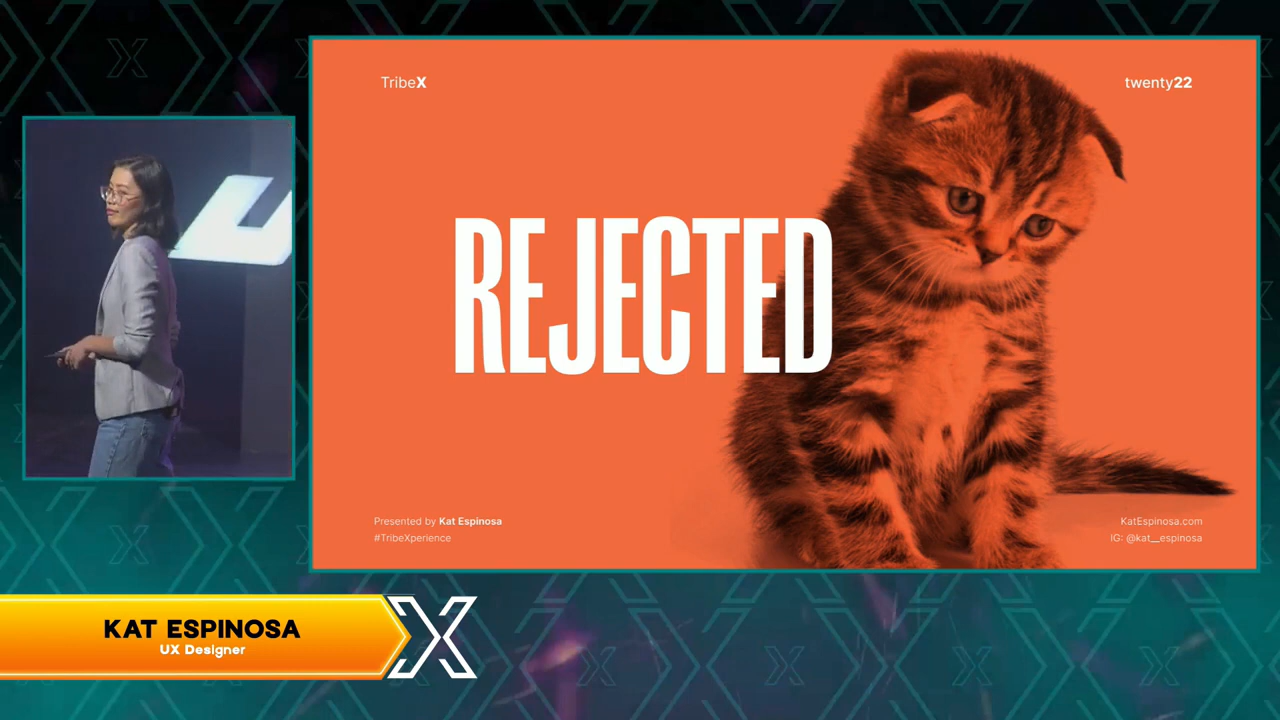 TribeX
twenty22
REJECTED
Presented by Kat Espinosa
#TribeXperience
KatEspinosa.com
IG: @kat__espinosa
KAT ESPINOSA
UX Designer
X